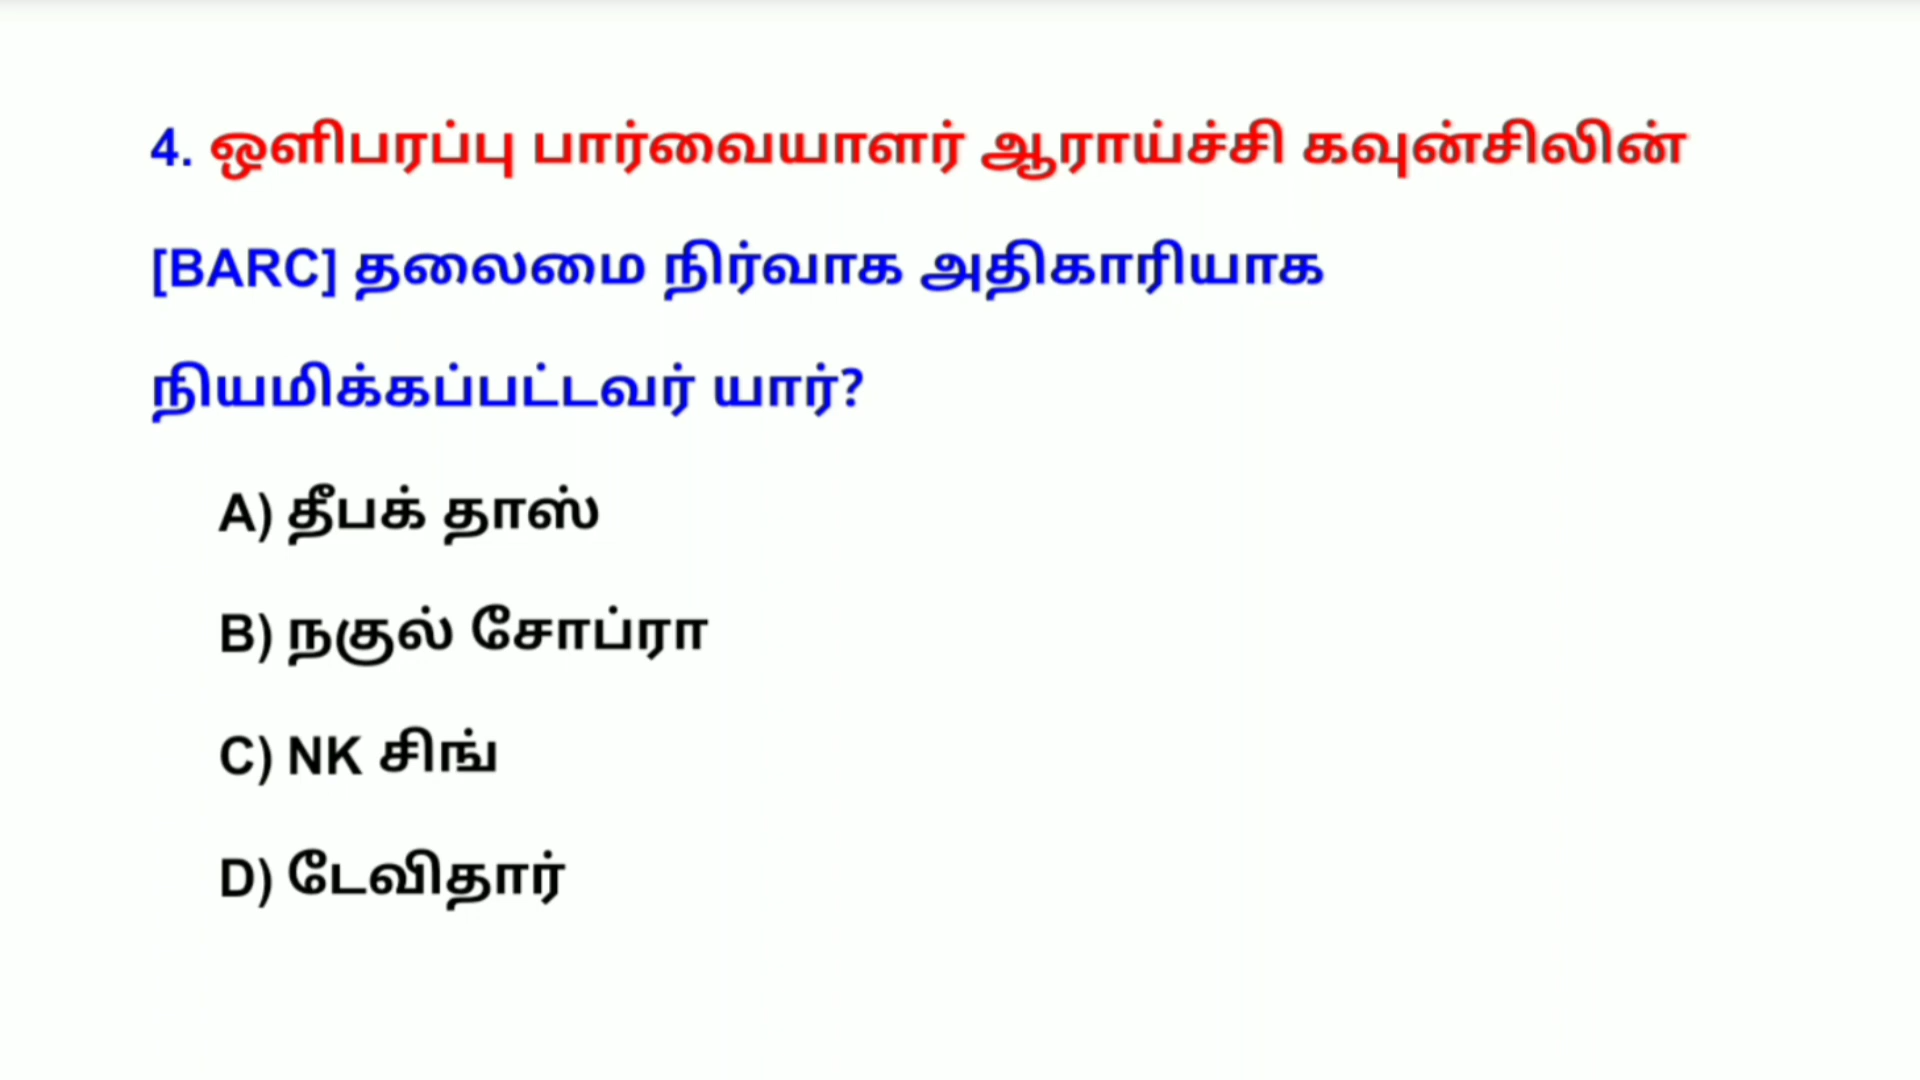 4. ஒளிபரப்பு பார்வையாளர் ஆராய்ச்சி கவுன்சிலின்
[BARC] தலைமை நிர்வாக அதிகாரியாக
நியமிக்கப்பட்டவர் யார்?
A) தீபக் தாஸ்
B) நகுல் சோப்ரா
C) NK சிங்
D) டேவிதார்